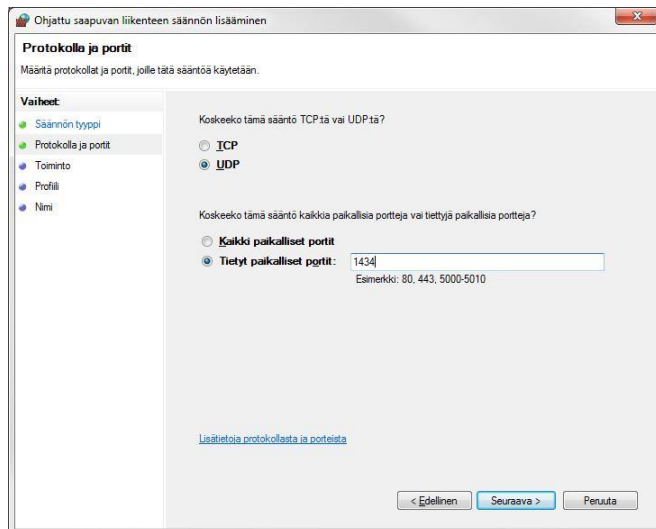 Ohjattu saapuvan liikenteen säännön lisääminen
Protokolla ja portit
Määritä protokollat ja portit, joille tätä sääntöä käytetään.
Vaiheet:
Säännön tyyppi
Protokolla ja portit
Toiminto
Profiili
Nimi
Koskeeko tämä sääntö TCP:tä vai UDP:tä?
TCP
UDP
Koskeeko tämä sääntö kaikkia paikallisia portteja vai tiettyjä paikallisia portteja?
Kaikki paikalliset portit
Tietyt paikalliset portit: 1434
Esimerkki: 80, 443, 5000-5010
Lisätietoja protokollasta ja porteista
< Edellinen Seuraava > Peruuta